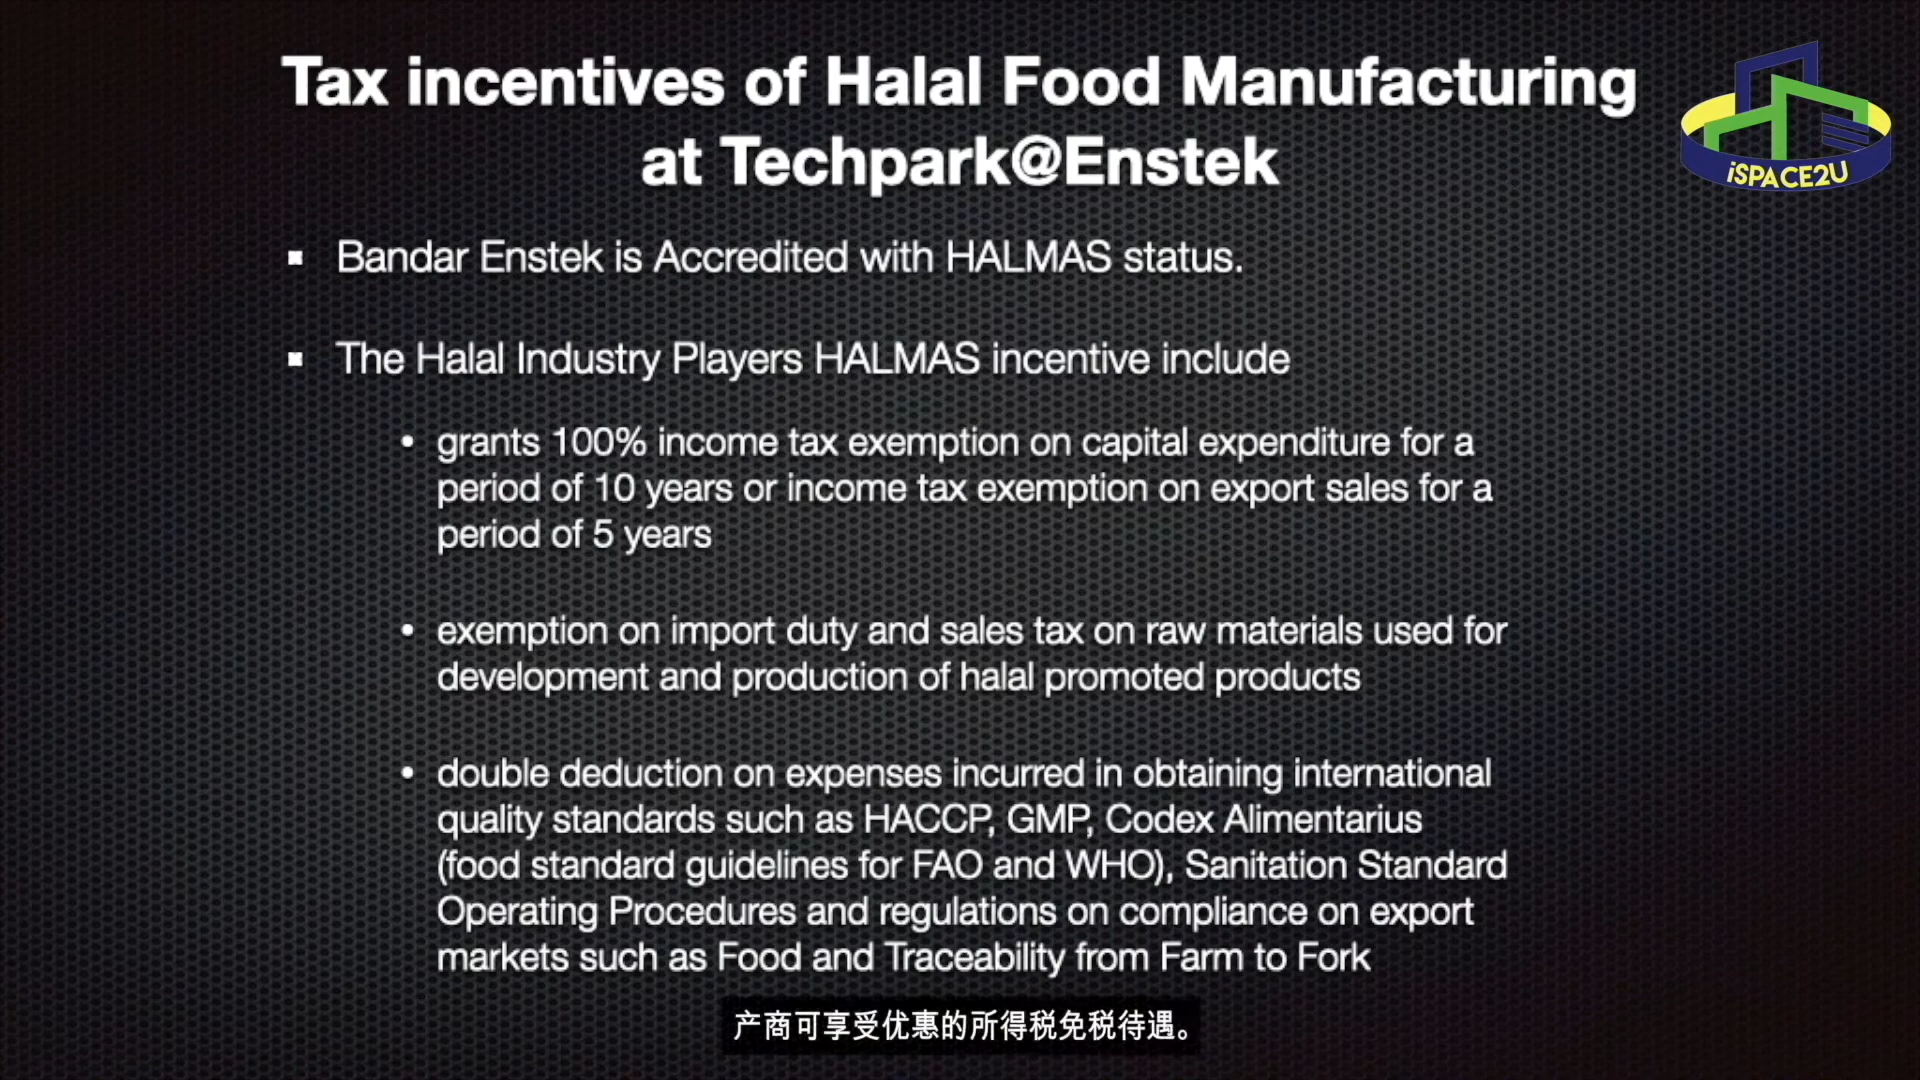 Tax incentives of Halal Food Manufacturing
at Techpark@Enstek
iSPACE2U
▪ Bandar Enstek is Accredited with HALMAS status.
▪ The Halal Industry Players HALMAS incentive include
• grants 100% income tax exemption on capital expenditure for a
period of 10 years or income tax exemption on export sales for a
period of 5 years
• exemption on import duty and sales tax on raw materials used for
development and production of halal promoted products
• double deduction on expenses incurred in obtaining international
quality standards such as HACCP, GMP, Codex Alimentarius
(food standard guidelines for FAO and WHO), Sanitation Standard
Operating Procedures and regulations on compliance on export
markets such as Food and Traceability from Farm to Fork
产商可享受优惠的所得税免税待遇。